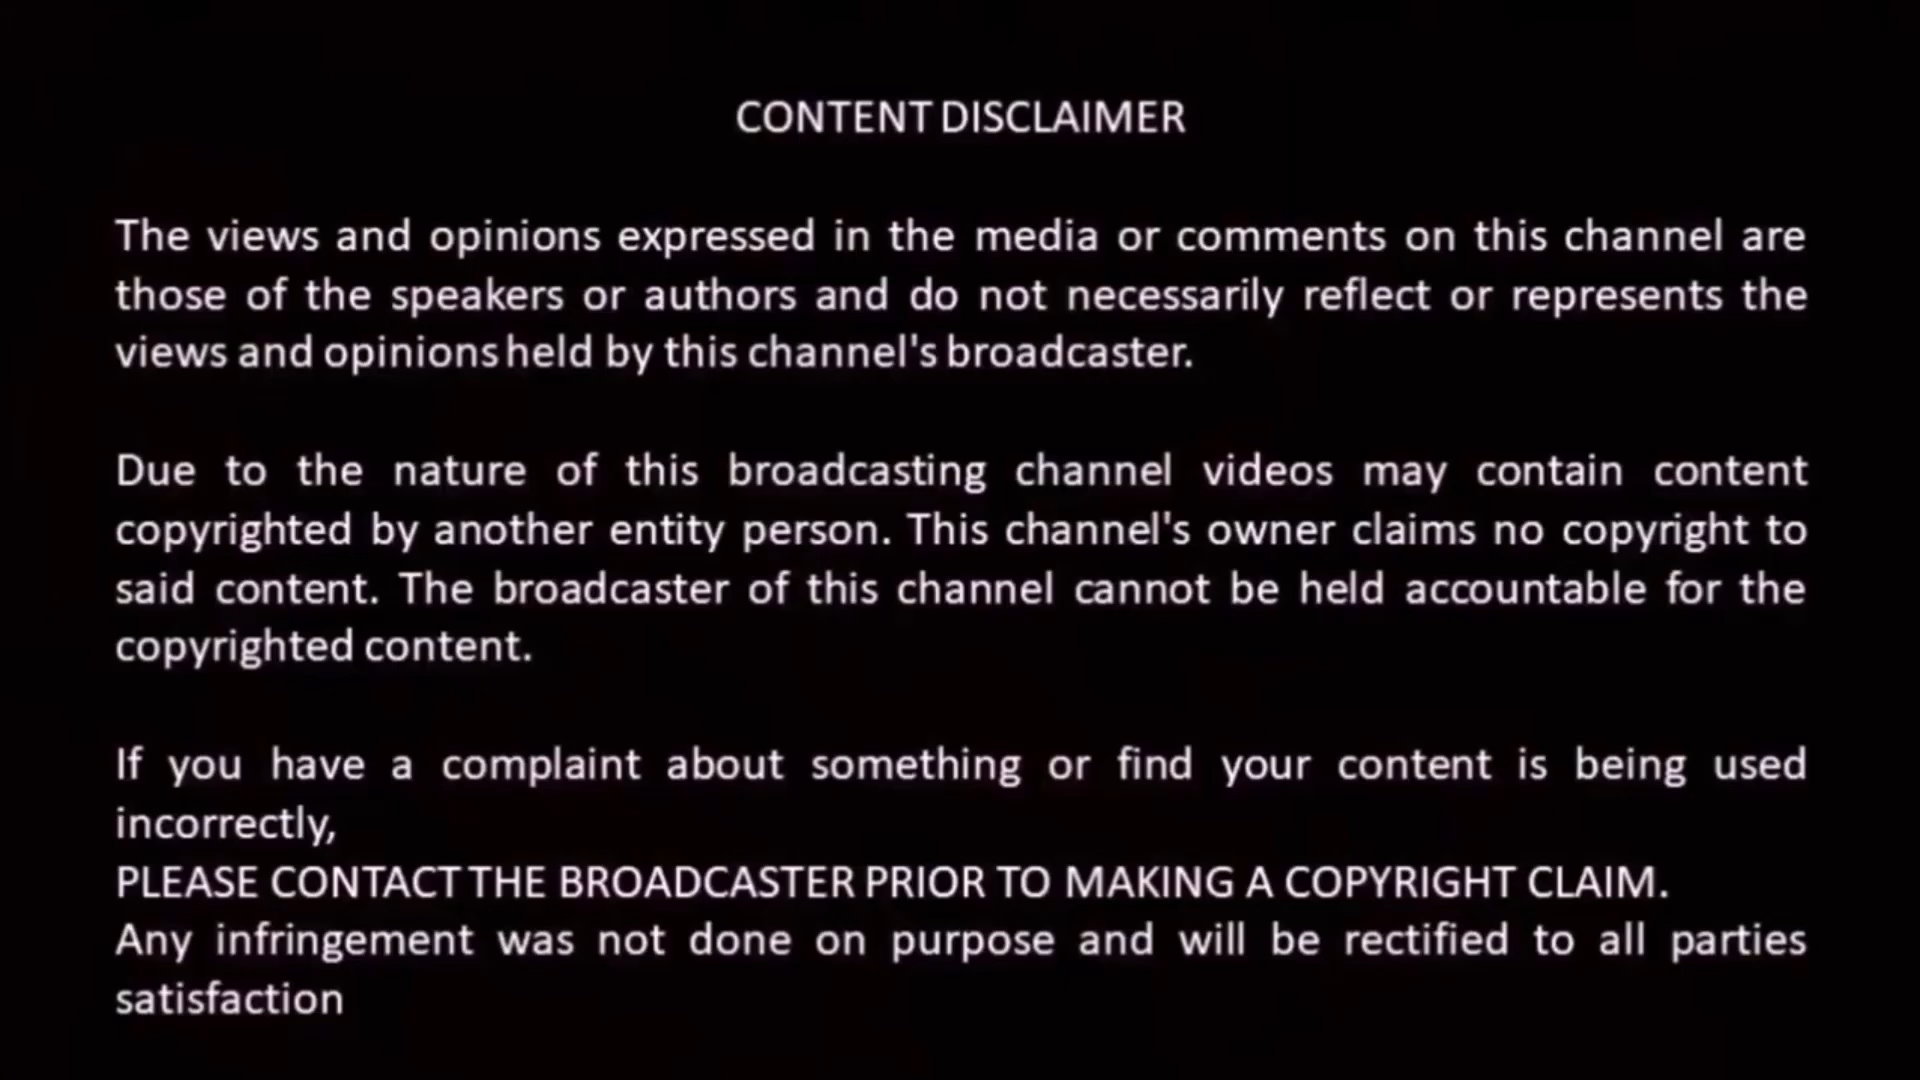 CONTENT DISCLAIMER
The views and opinions expressed in the media or comments on this channel are
those of the speakers or authors and do not necessarily reflect or represents the
views and opinions held by this channel's broadcaster.
Due to the nature of this broadcasting channel videos may contain content
copyrighted by another entity person. This channel's owner claims no copyright to
said content. The broadcaster of this channel cannot be held accountable for the
copyrighted content.
If you have a complaint about something or find your content is being used
incorrectly,
PLEASE CONTACT THE BROADCASTER PRIOR TO MAKING A COPYRIGHT CLAIM.
Any infringement was not done on purpose and will be rectified to all parties
satisfaction